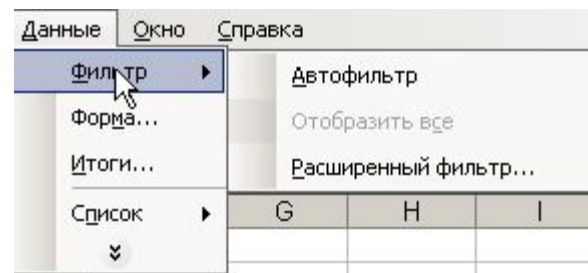 Данные Окно Справка
Фильтр
Автофильтр
Форма...
Отобразить все
Итоги...
Расширенный фильтр...
Список
G H I